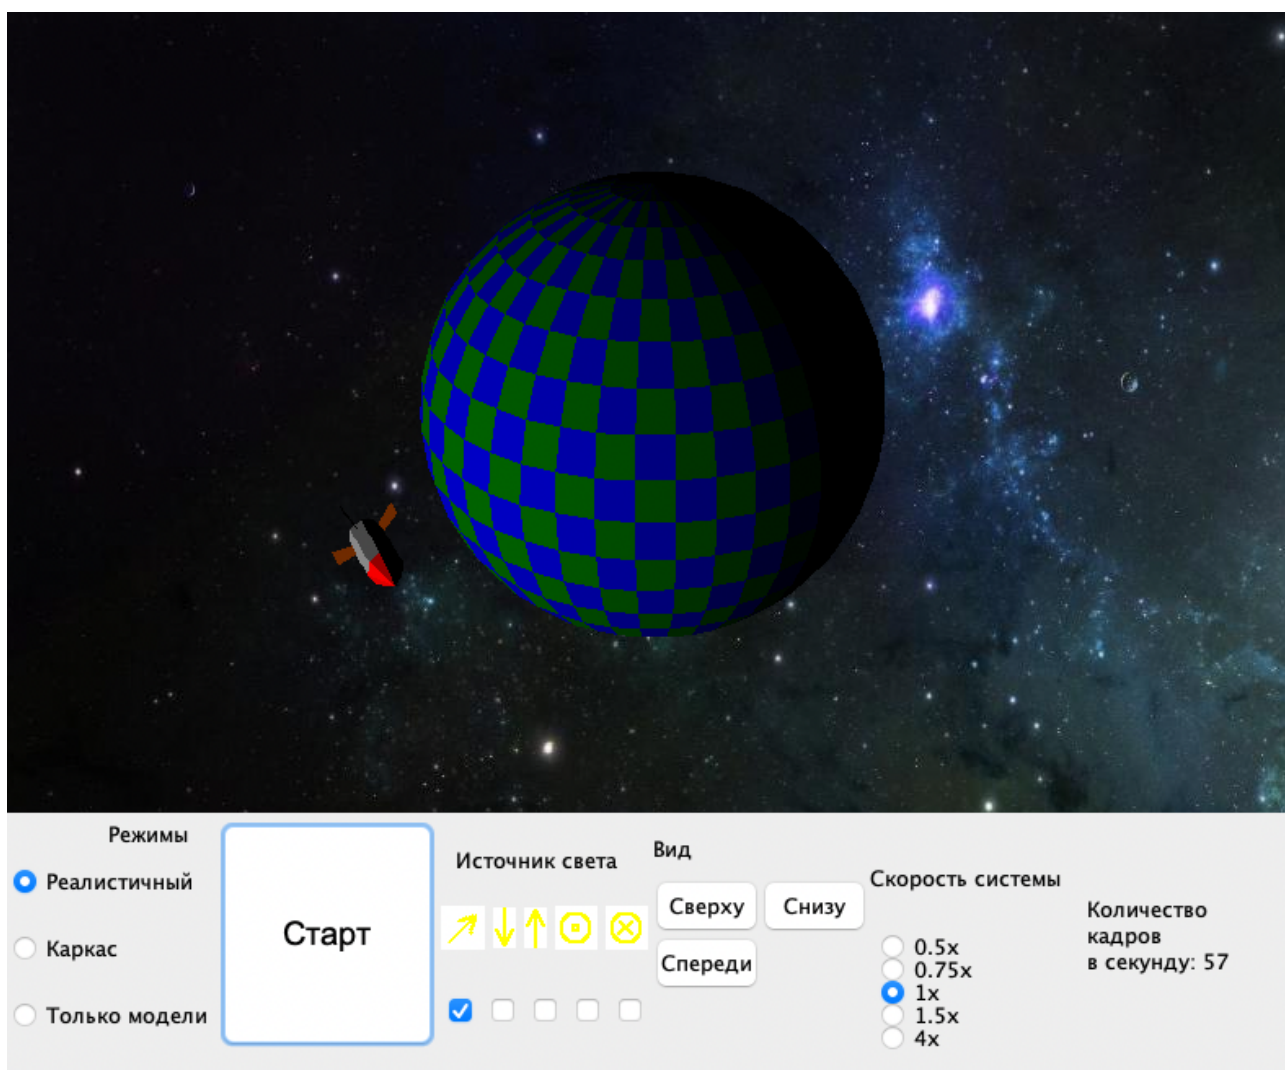 Режимы
Реалистичный
Каркас
Только модели
Старт
Источник света
Вид
Сверху
Снизу
Спереди
Скорость системы
0.5x
0.75x
1x
1.5x
4x
Количество
кадров
в секунду: 57